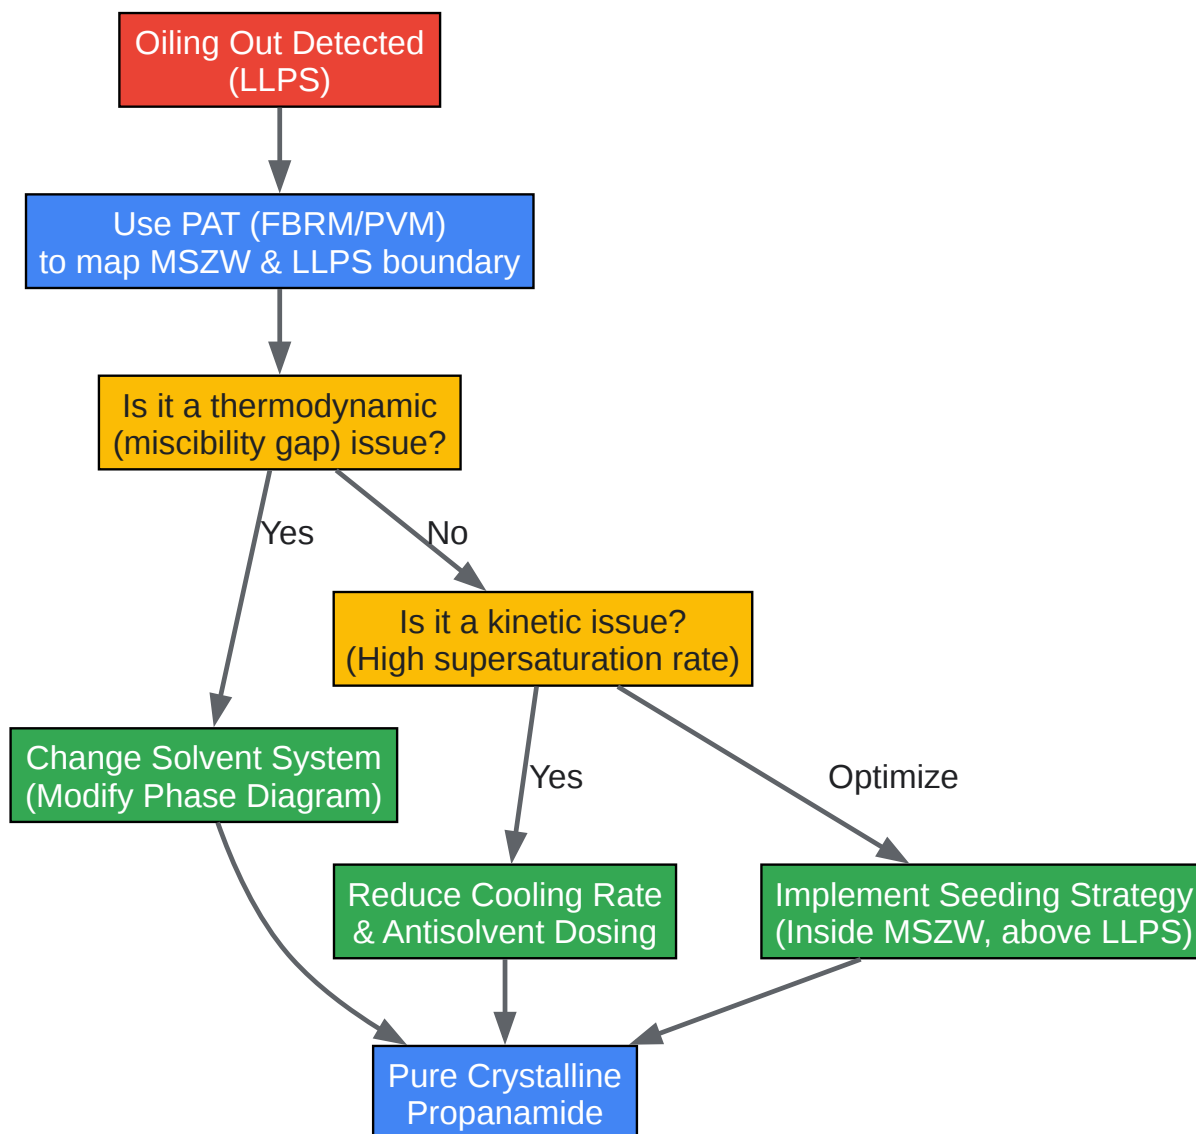 Oiling Out Detected
(LLPS)
Use PAT (FBRM/PVM)
to map MSZW & LLPS boundary
Is it a thermodynamic
(miscibility gap) issue?
Yes
No
Is it a kinetic issue?
(High supersaturation rate)
Change Solvent System
(Modify Phase Diagram)
Yes
Optimize
Reduce Cooling Rate
& Antisolvent Dosing
Implement Seeding Strategy
(Inside MSZW, above LLPS)
Pure Crystalline
Propanamide